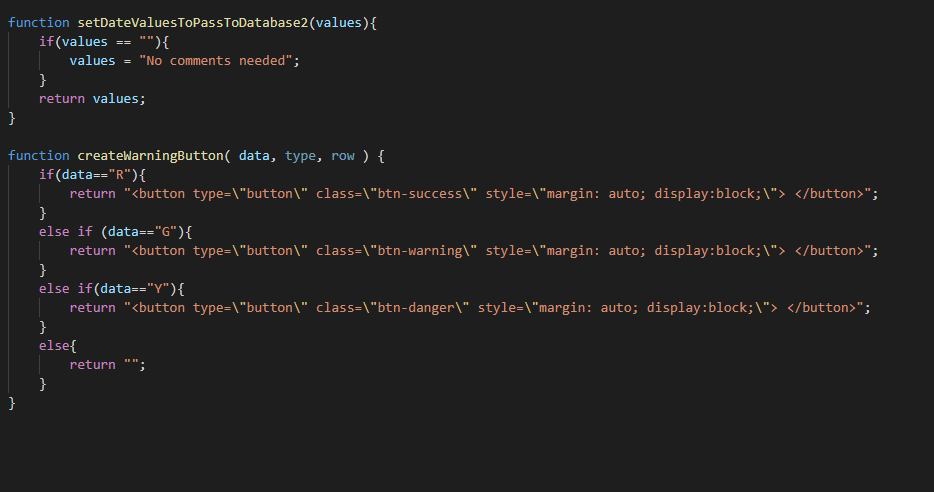 function setDateValuesToPassToDatabase2(values){
    if(values == ""){
        values = "No comments needed";
    }
    return values;
}

function createWarningButton( data, type, row ) {
    if(data=="R"){
        return "<button type=\"button\" class=\"btn-success\" style=\"margin: auto; display:block;\"> </button>";
    }
    else if (data=="G"){
        return "<button type=\"button\" class=\"btn-warning\" style=\"margin: auto; display:block;\"> </button>";
    }
    else if(data=="Y"){
        return "<button type=\"button\" class=\"btn-danger\" style=\"margin: auto; display:block;\"> </button>";
    }
    else{
        return "";
    }
}